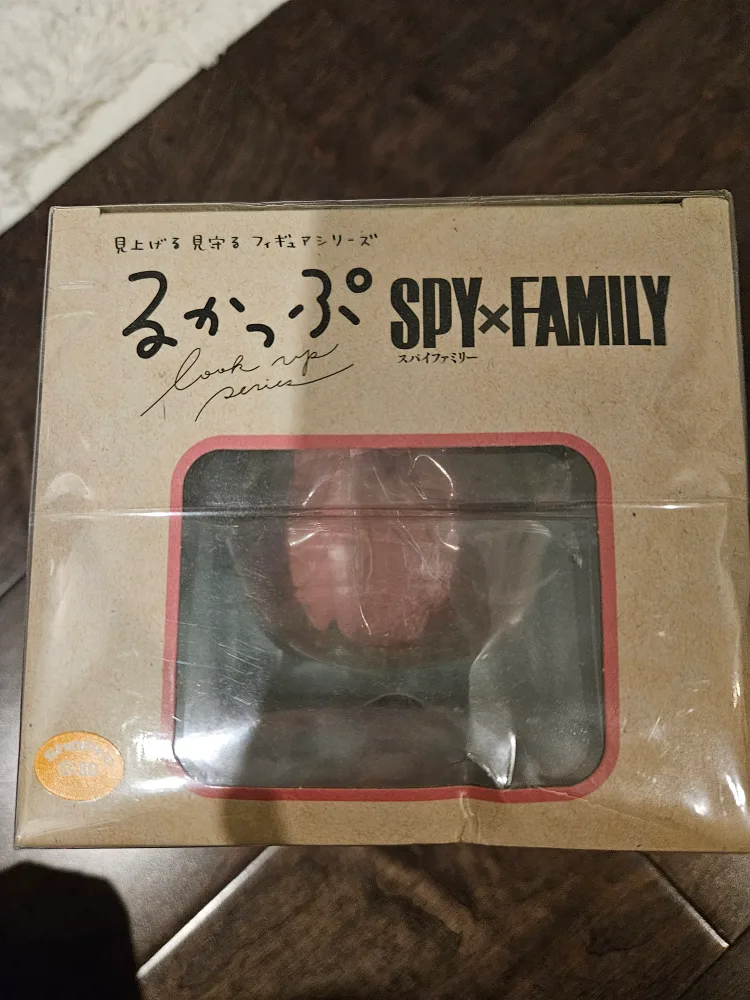 見上げる 見守る フィギュアシリーズ
るかっぷ
look up
series
SPY×FAMILY
スパイファミリー